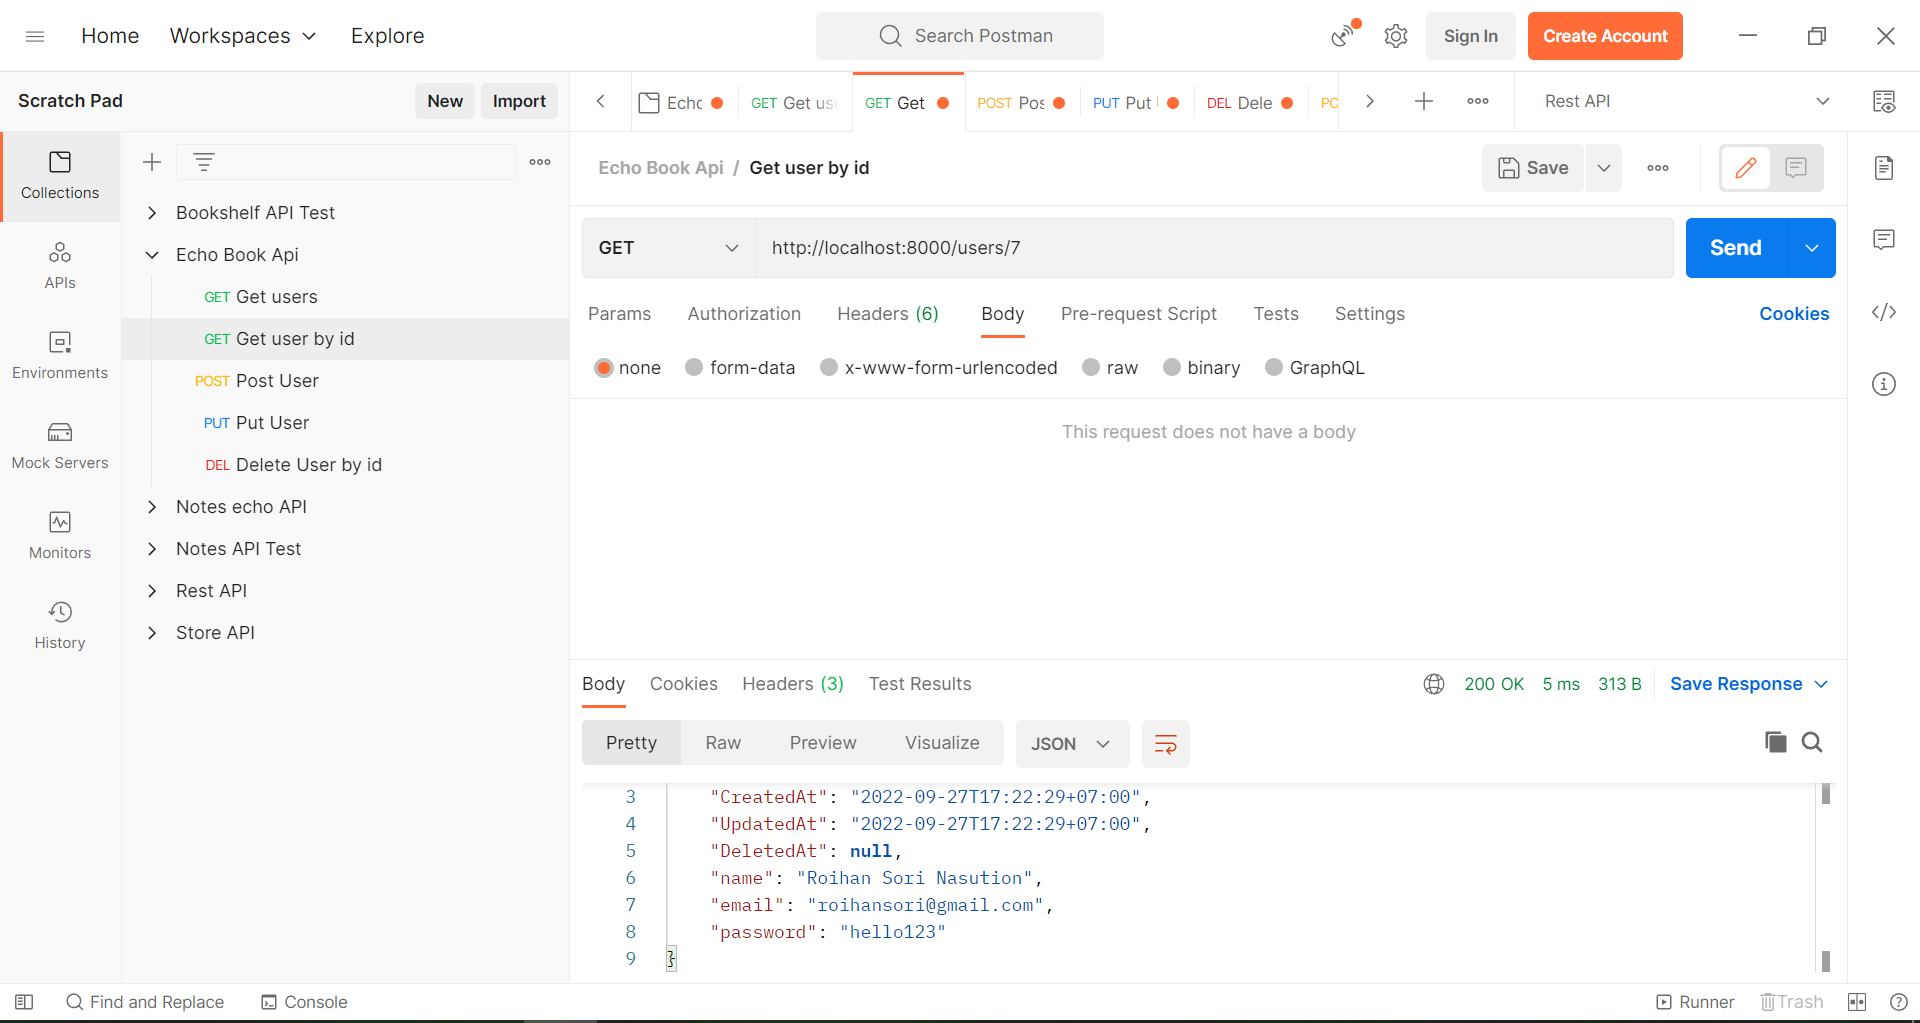 Home Workspaces Explore Search Postman Sign In Create Account
Scratch Pad New Import Echo GET Get use GET Get POST Pos PUT Put DEL Dele PO Rest API
Collections
APIs
Environments
Mock Servers
Monitors
History
Bookshelf API Test
Echo Book Api
GET Get users
GET Get user by id
POST Post User
PUT Put User
DEL Delete User by id
Notes echo API
Notes API Test
Rest API
Store API
Echo Book Api / Get user by id Save
GET http://localhost:8000/users/7 Send
Params Authorization Headers (6) Body Pre-request Script Tests Settings Cookies
none form-data x-www-form-urlencoded raw binary GraphQL
This request does not have a body
Body Cookies Headers (3) Test Results 200 OK 5 ms 313 B Save Response
Pretty Raw Preview Visualize JSON
3 "CreatedAt": "2022-09-27T17:22:29+07:00",
4 "UpdatedAt": "2022-09-27T17:22:29+07:00",
5 "DeletedAt": null,
6 "name": "Roihan Sori Nasution",
7 "email": "roihansori@gmail.com",
8 "password": "hello123"
9 }
Find and Replace Console Runner Trash